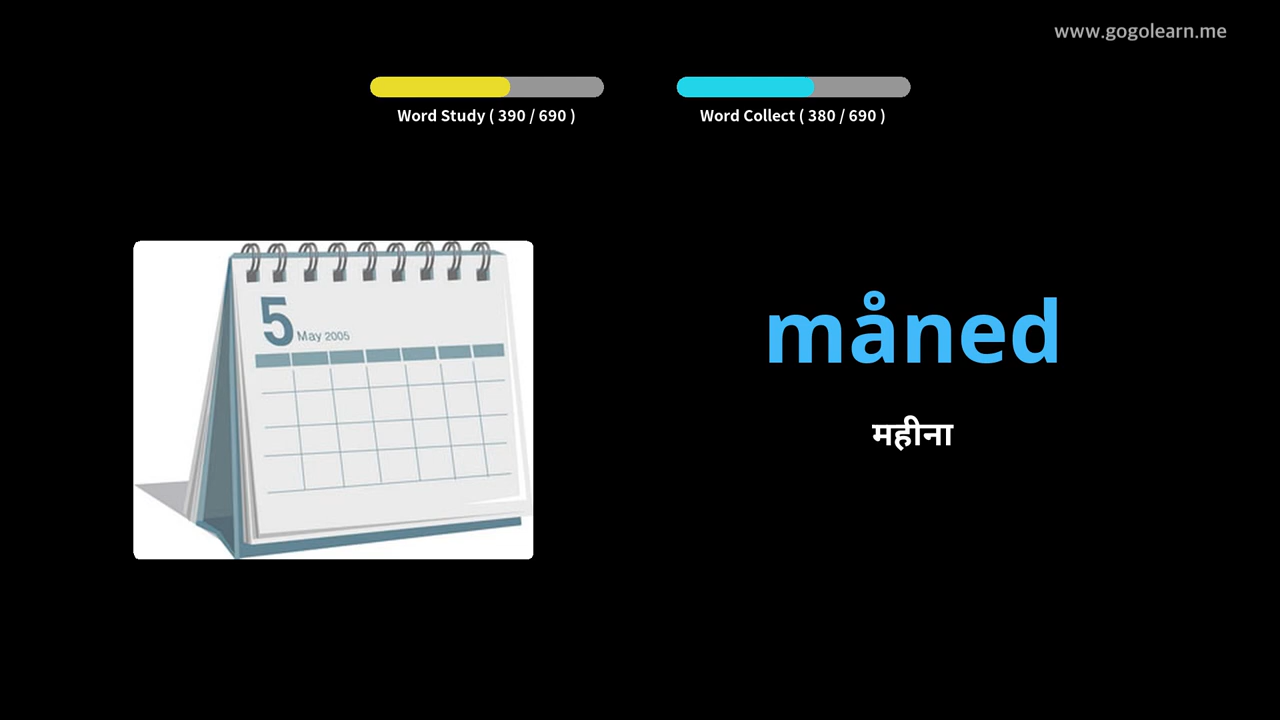 www.gogolearn.me
Word Study ( 390 / 690 )
Word Collect ( 380 / 690 )
5 May 2005
måned
महीना